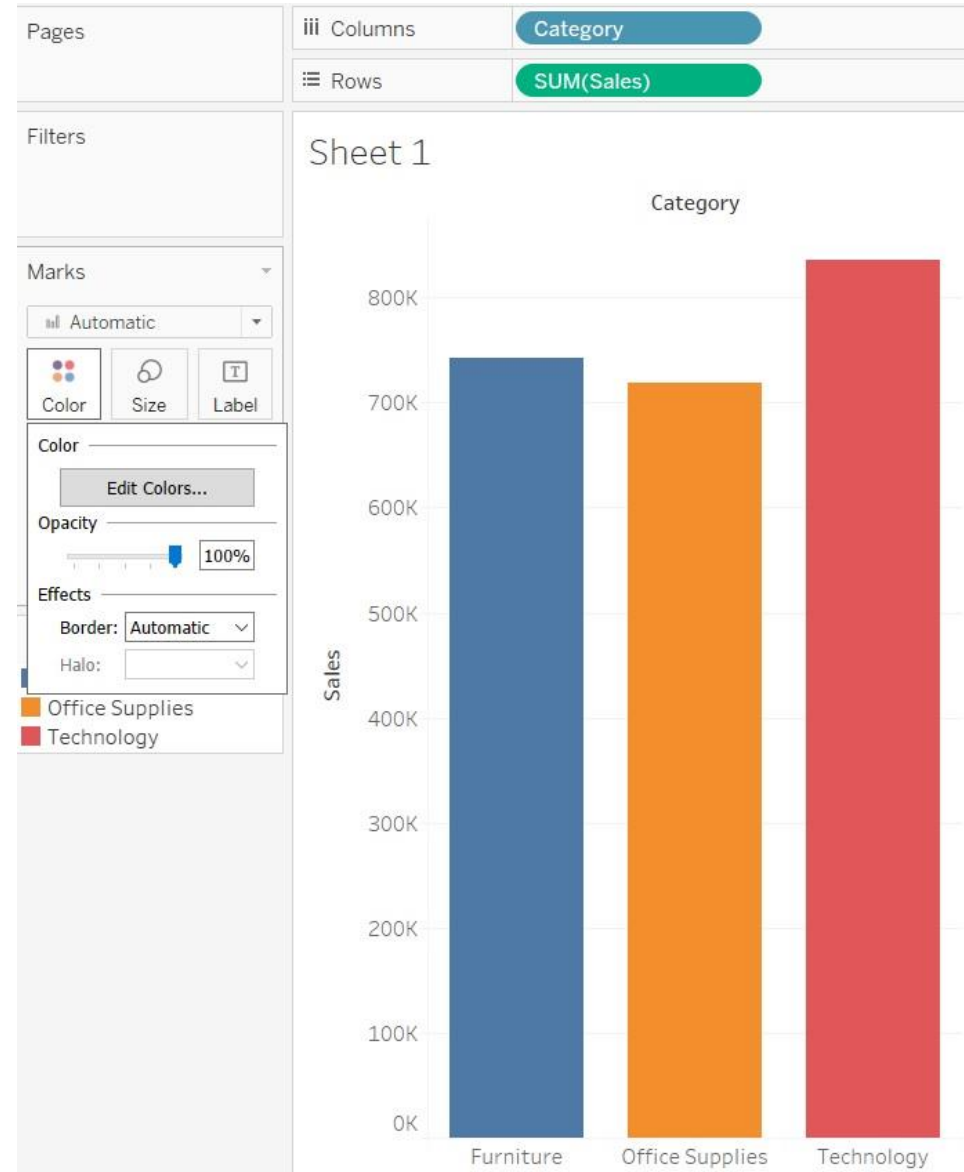 Pages
Columns
Category
Rows
SUM(Sales)
Filters
Sheet 1
Category
Marks
Automatic
Color
Size
T
Label
Color
Edit Colors...
Opacity
100%
Effects
Border: Automatic
Halo:
Office Supplies
Technology
Sales
800K
700K
600K
500K
400K
300K
200K
100K
0K
Furniture
Office Supplies
Technology